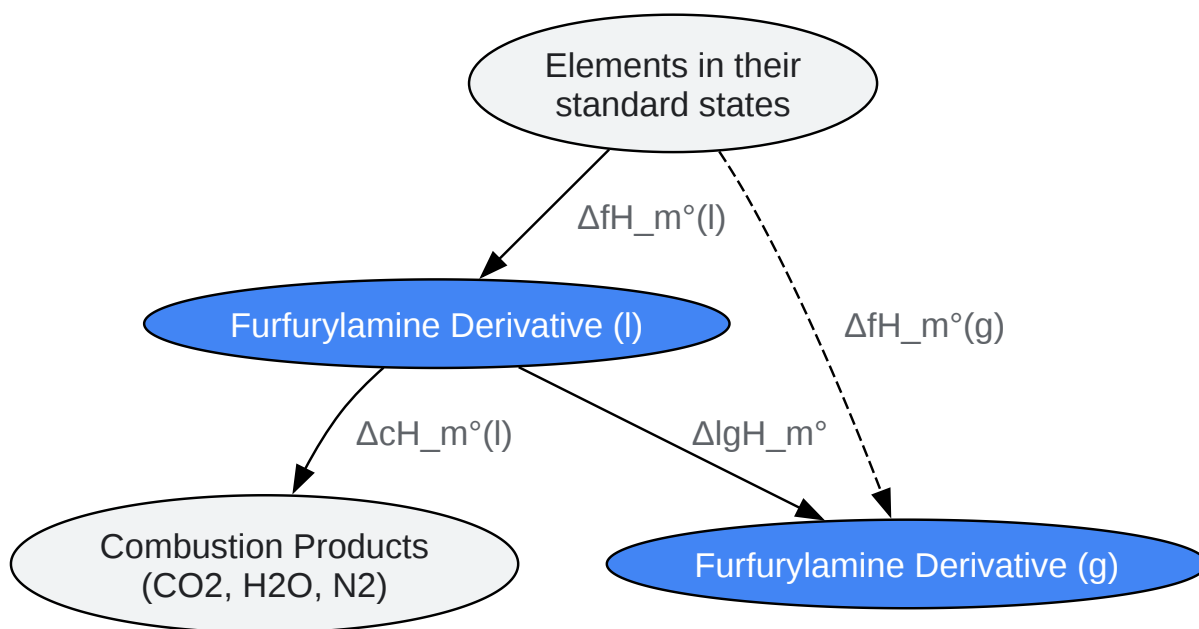 Elements in their
standard states
ΔfH_m°(l)
Furfurylamine Derivative (l)
ΔfH_m°(g)
ΔcH_m°(l)
ΔlgH_m°
Combustion Products
(CO2, H2O, N2)
Furfurylamine Derivative (g)